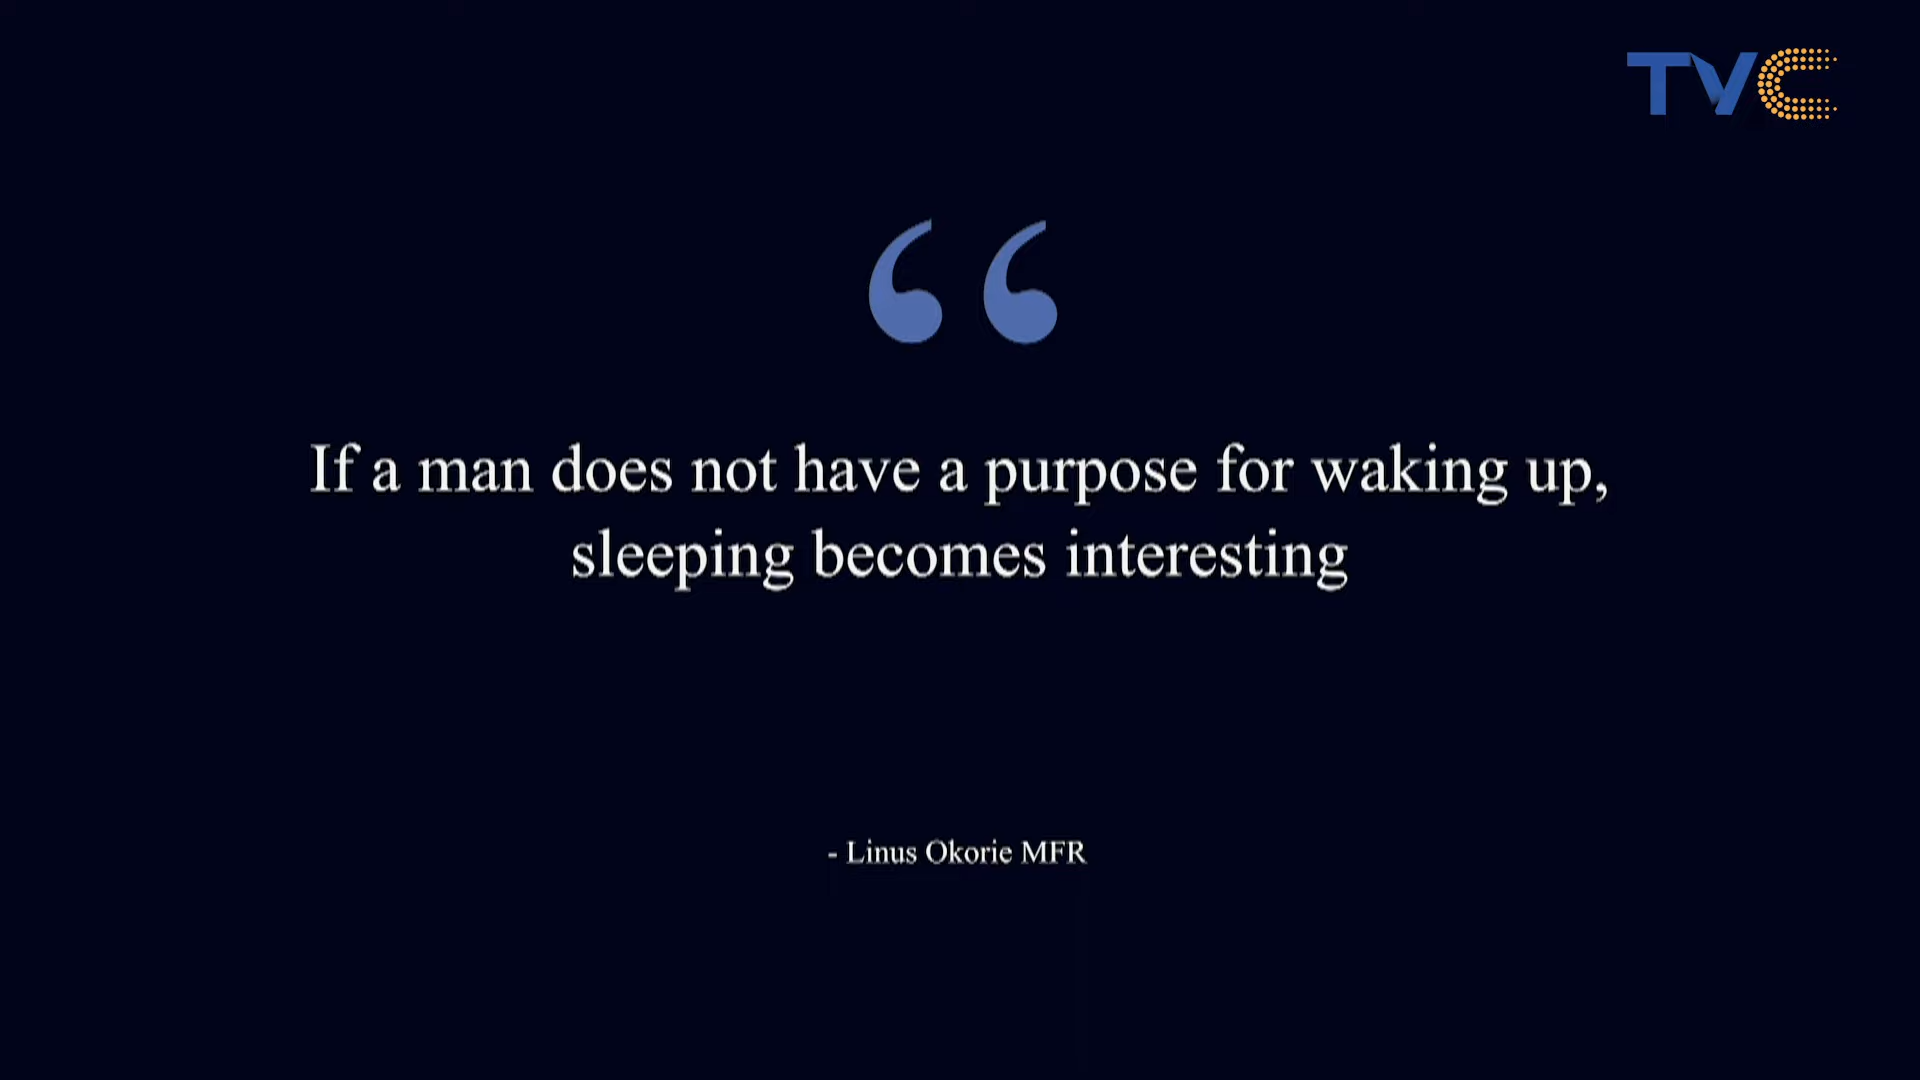 TVC
“
If a man does not have a purpose for waking up,
sleeping becomes interesting
- Linus Okorie MFR